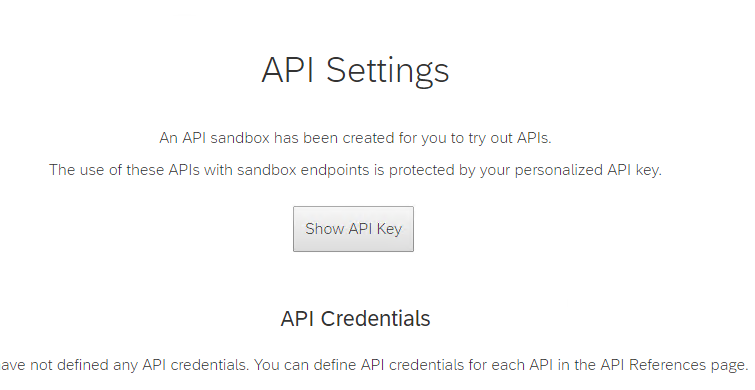 API Settings
An API sandbox has been created for you to try out APIs.
The use of these APIs with sandbox endpoints is protected by your personalized API key.
Show API Key
API Credentials
ave not defined any API credentials. You can define API credentials for each API in the API References page.